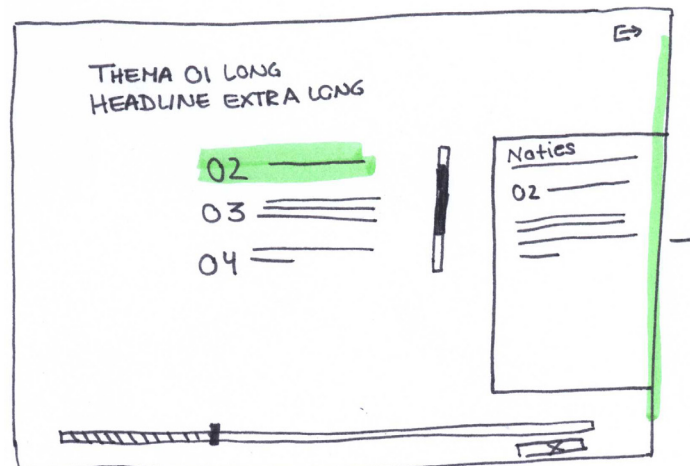 THEMA 01 LONG
HEADLINE EXTRA LONG
02
03
04
Noties
02
X